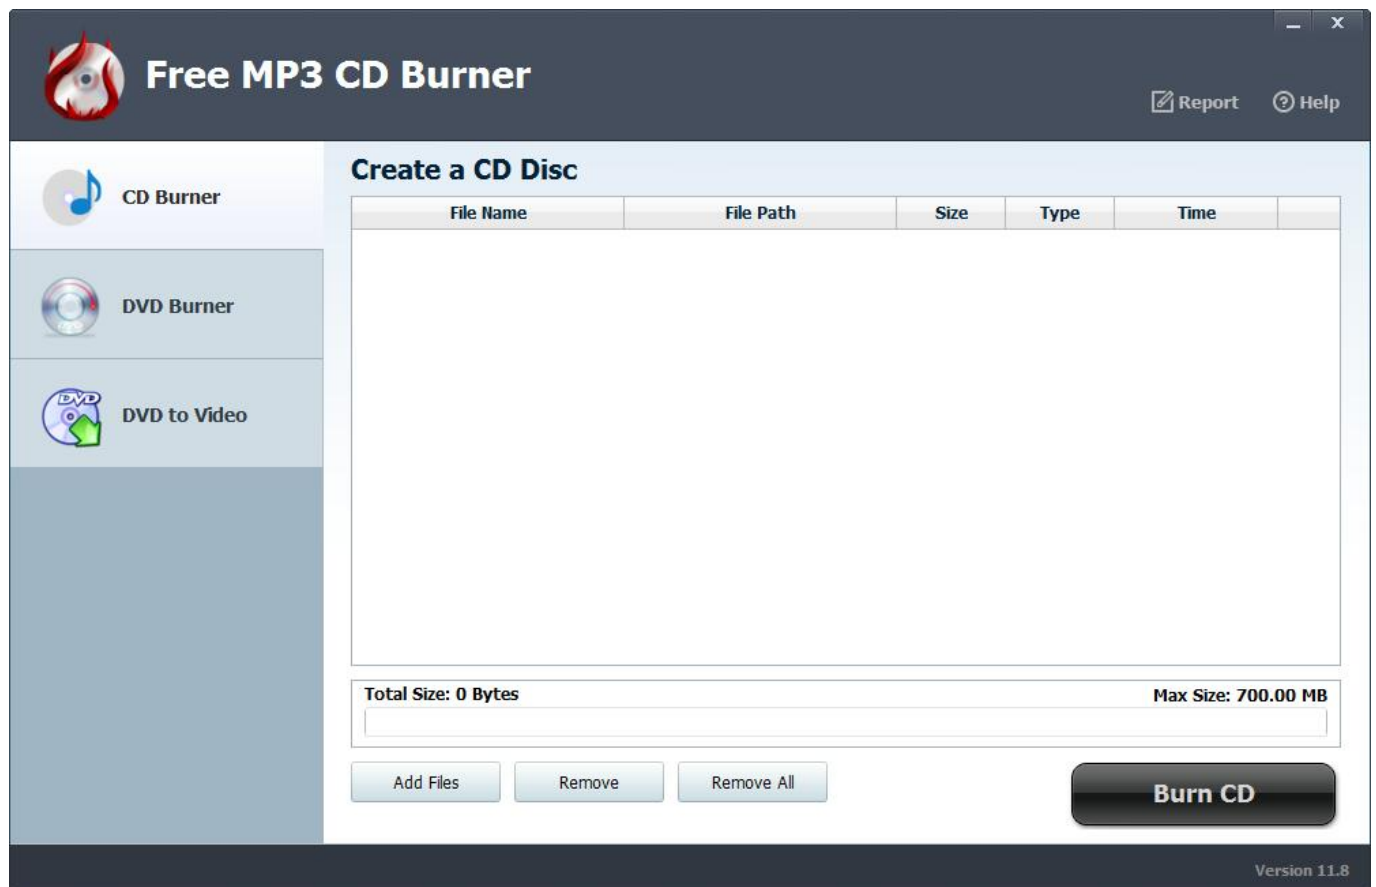 Free MP3 CD Burner
Report
Help
CD Burner
DVD Burner
DVD
DVD to Video
Create a CD Disc
File Name File Path Size Type Time
Total Size: 0 Bytes Max Size: 700.00 MB
Add Files Remove Remove All
Burn CD
Version 11.8